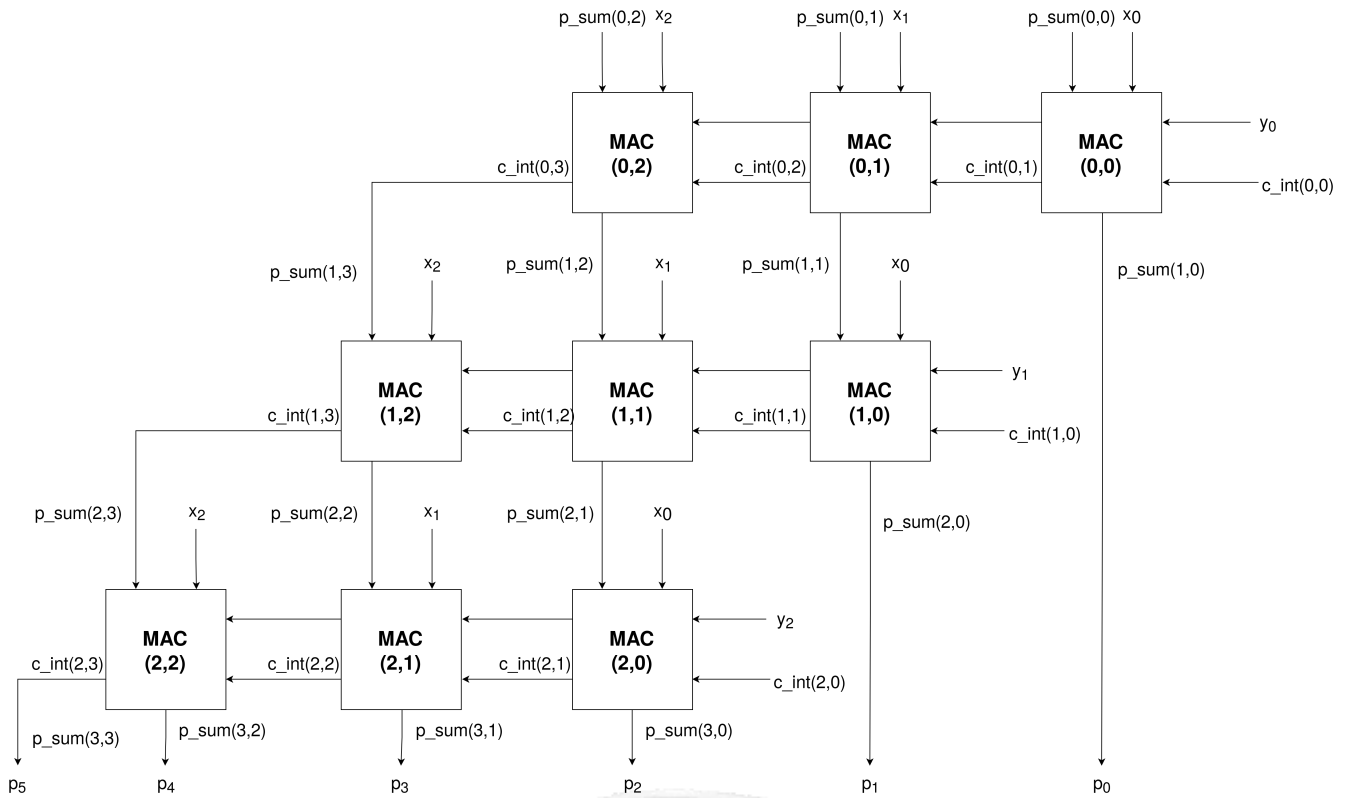 p_sum(0,2) x2 p_sum(0,1) x1 p_sum(0,0) x0
MAC (0,2) MAC (0,1) MAC (0,0) y0
c_int(0,3) c_int(0,2) c_int(0,1) c_int(0,0)
p_sum(1,3) x2 p_sum(1,2) x1 p_sum(1,1) x0 p_sum(1,0)
MAC (1,2) MAC (1,1) MAC (1,0) y1
c_int(1,3) c_int(1,2) c_int(1,1) c_int(1,0)
p_sum(2,3) x2 p_sum(2,2) x1 p_sum(2,1) x0 p_sum(2,0)
MAC (2,2) MAC (2,1) MAC (2,0) y2
c_int(2,3) c_int(2,2) c_int(2,1) c_int(2,0)
p_sum(3,3) p_sum(3,2) p_sum(3,1) p_sum(3,0)
p5 p4 p3 p2 p1 p0